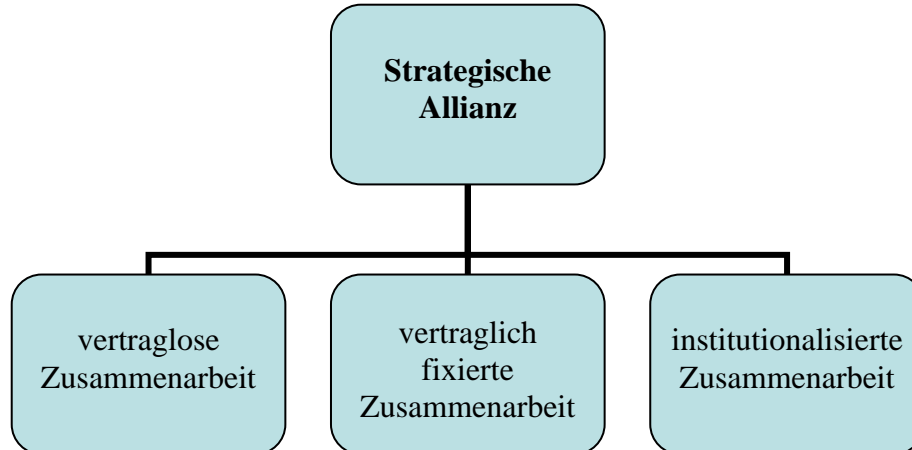 Strategische
Allianz
vertraglose
Zusammenarbeit
vertraglich
fixierte
Zusammenarbeit
institutionalisierte
Zusammenarbeit